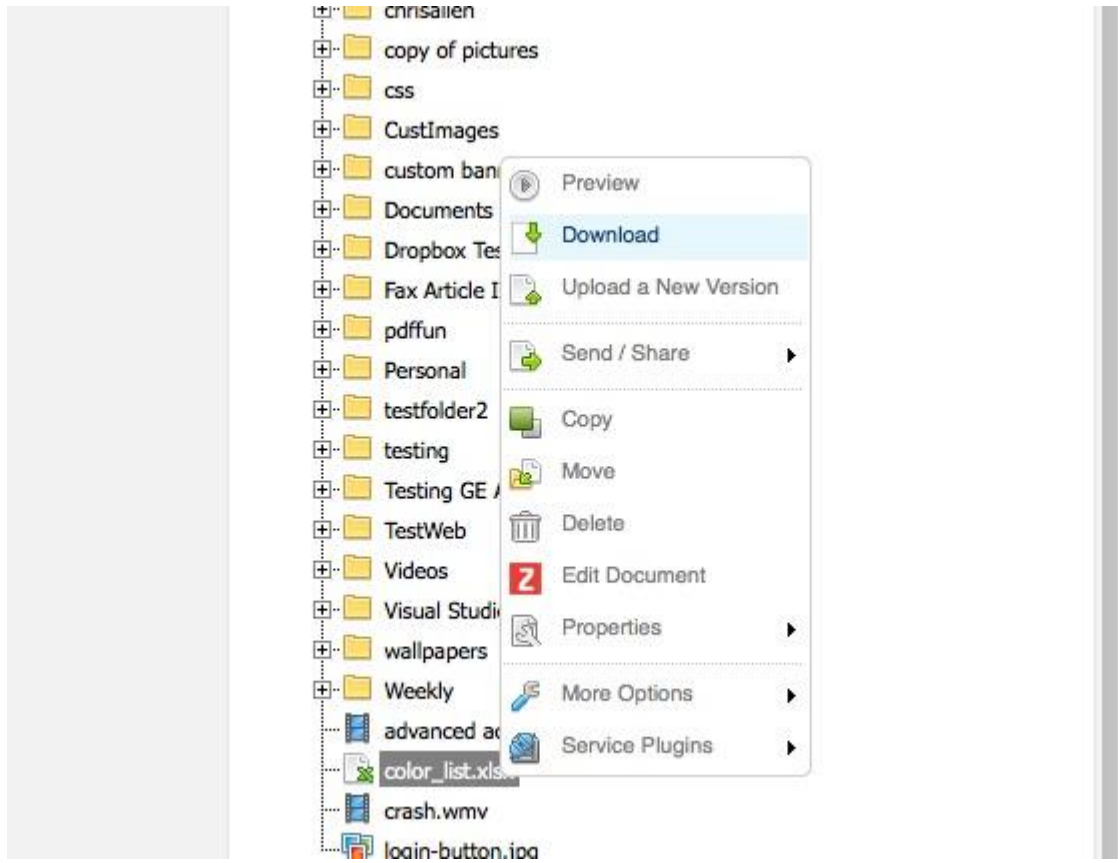 chrisallen
copy of pictures
css
CustImages
custom ban
Documents
Dropbox Tes
Fax Article I
pdffun
Personal
testfolder2
testing
Testing GE A
TestWeb
Videos
Visual Studi
wallpapers
Weekly
advanced ac
color_list.xlsx
crash.wmv
login-button.jpg
Preview
Download
Upload a New Version
Send / Share
Copy
Move
Delete
Z
Edit Document
Properties
More Options
Service Plugins